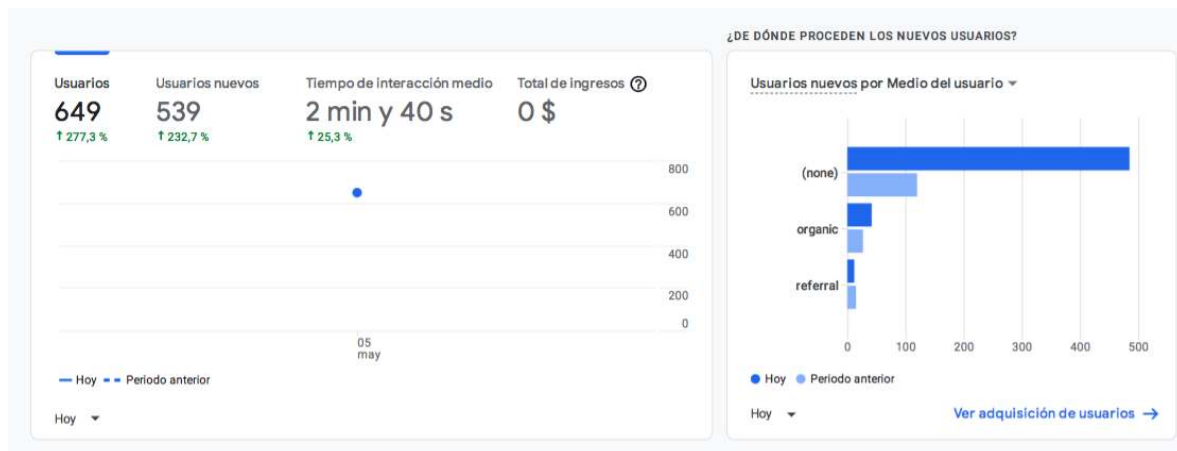 ¿DE DÓNDE PROCEDEN LOS NUEVOS USUARIOS?
Usuarios
649
↑ 277,3 %
Usuarios nuevos
539
↑ 232,7 %
Tiempo de interacción medio
2 min y 40 s
↑ 25,3 %
Total de ingresos ?
0 $
800
600
400
200
0
05
may
Hoy Periodo anterior
Hoy
Usuarios nuevos por Medio del usuario
(none)
organic
referral
0 100 200 300 400 500
Hoy Periodo anterior
Hoy
Ver adquisición de usuarios →